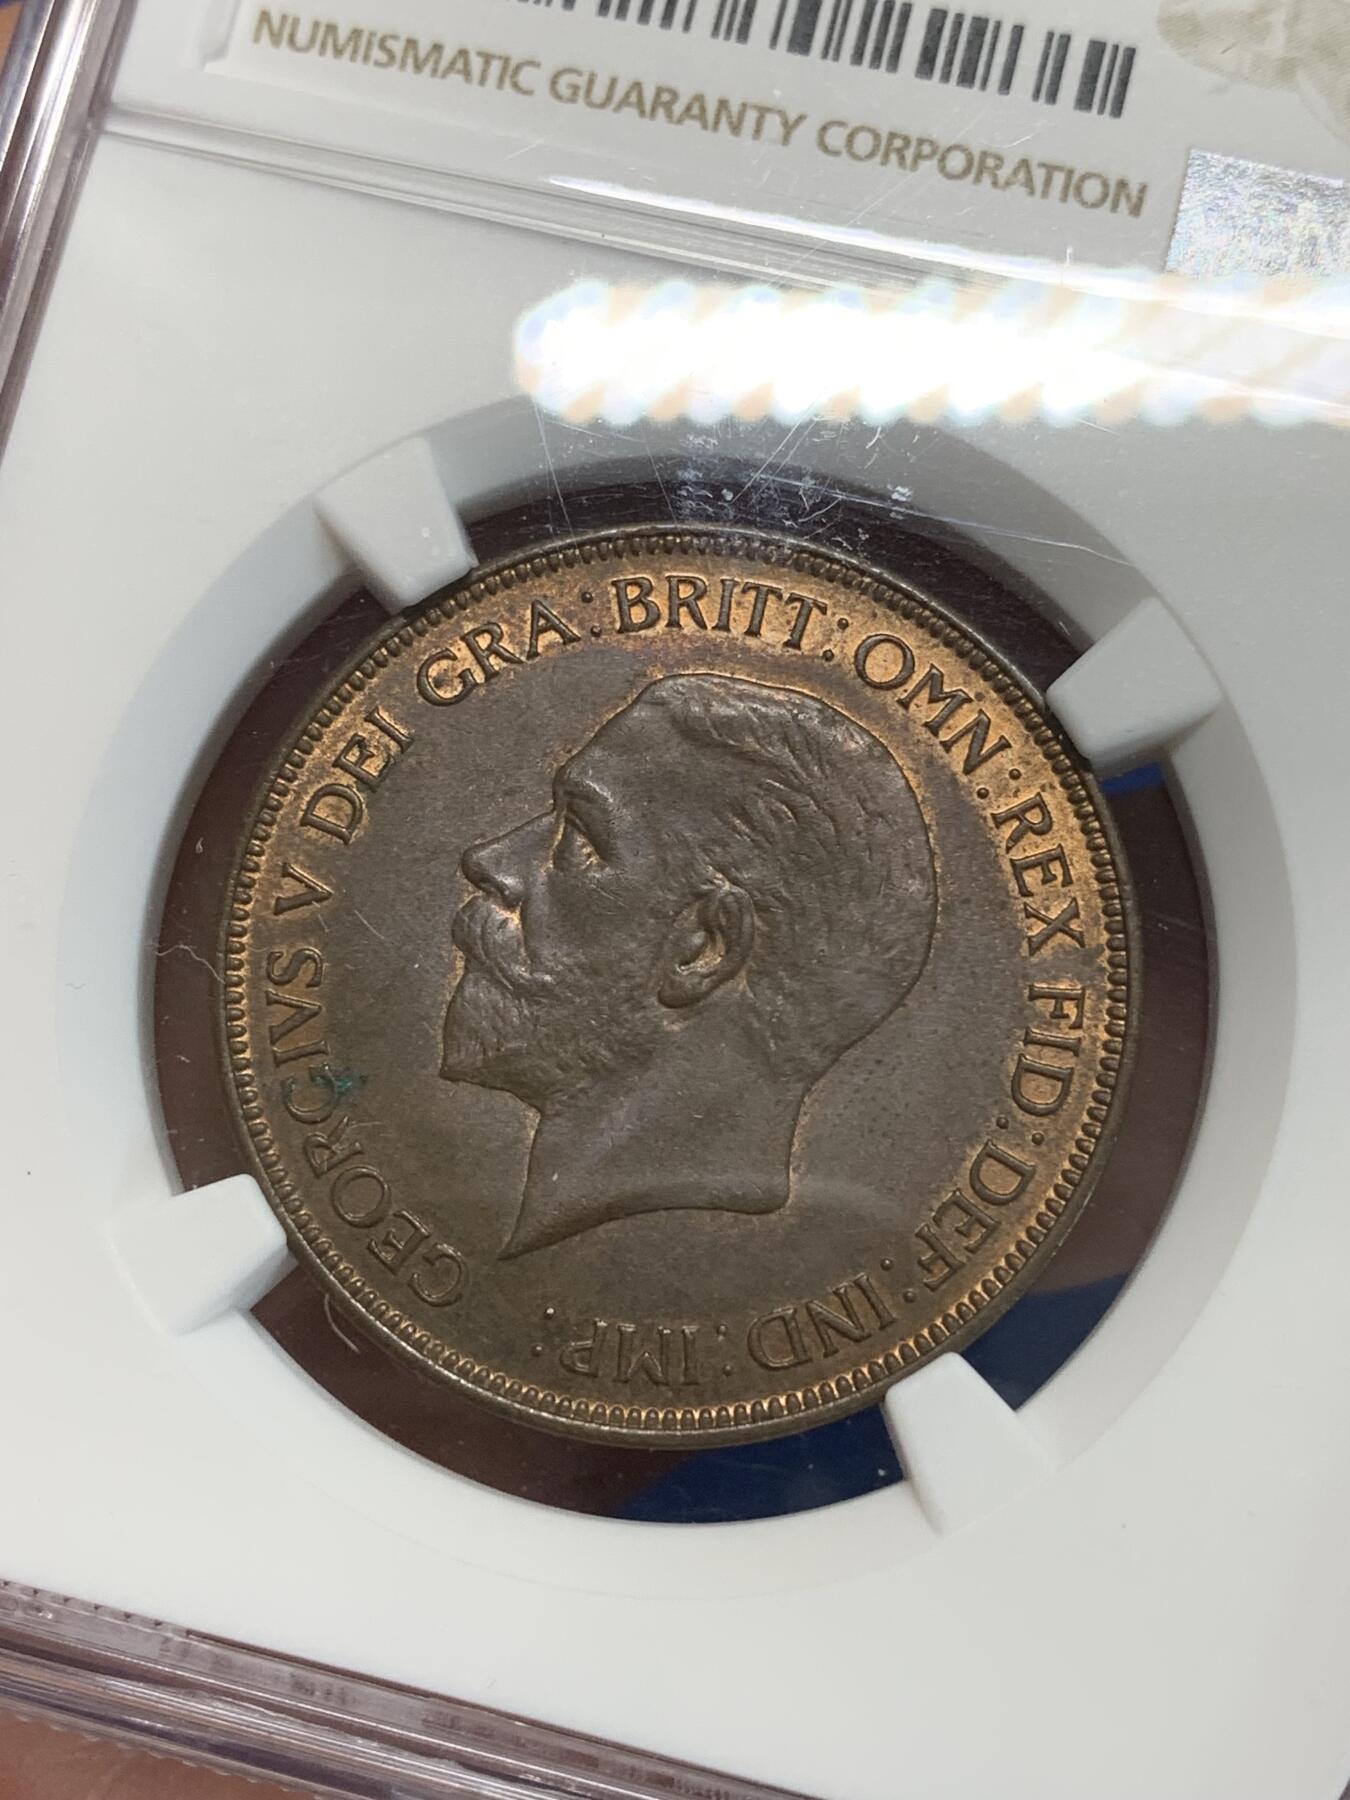 NUMISMATIC GUARANTY CORPORATION
GEORGIVS V DEI GRA: BRITT: OMN: REX FID: DEF: IND: IMP: